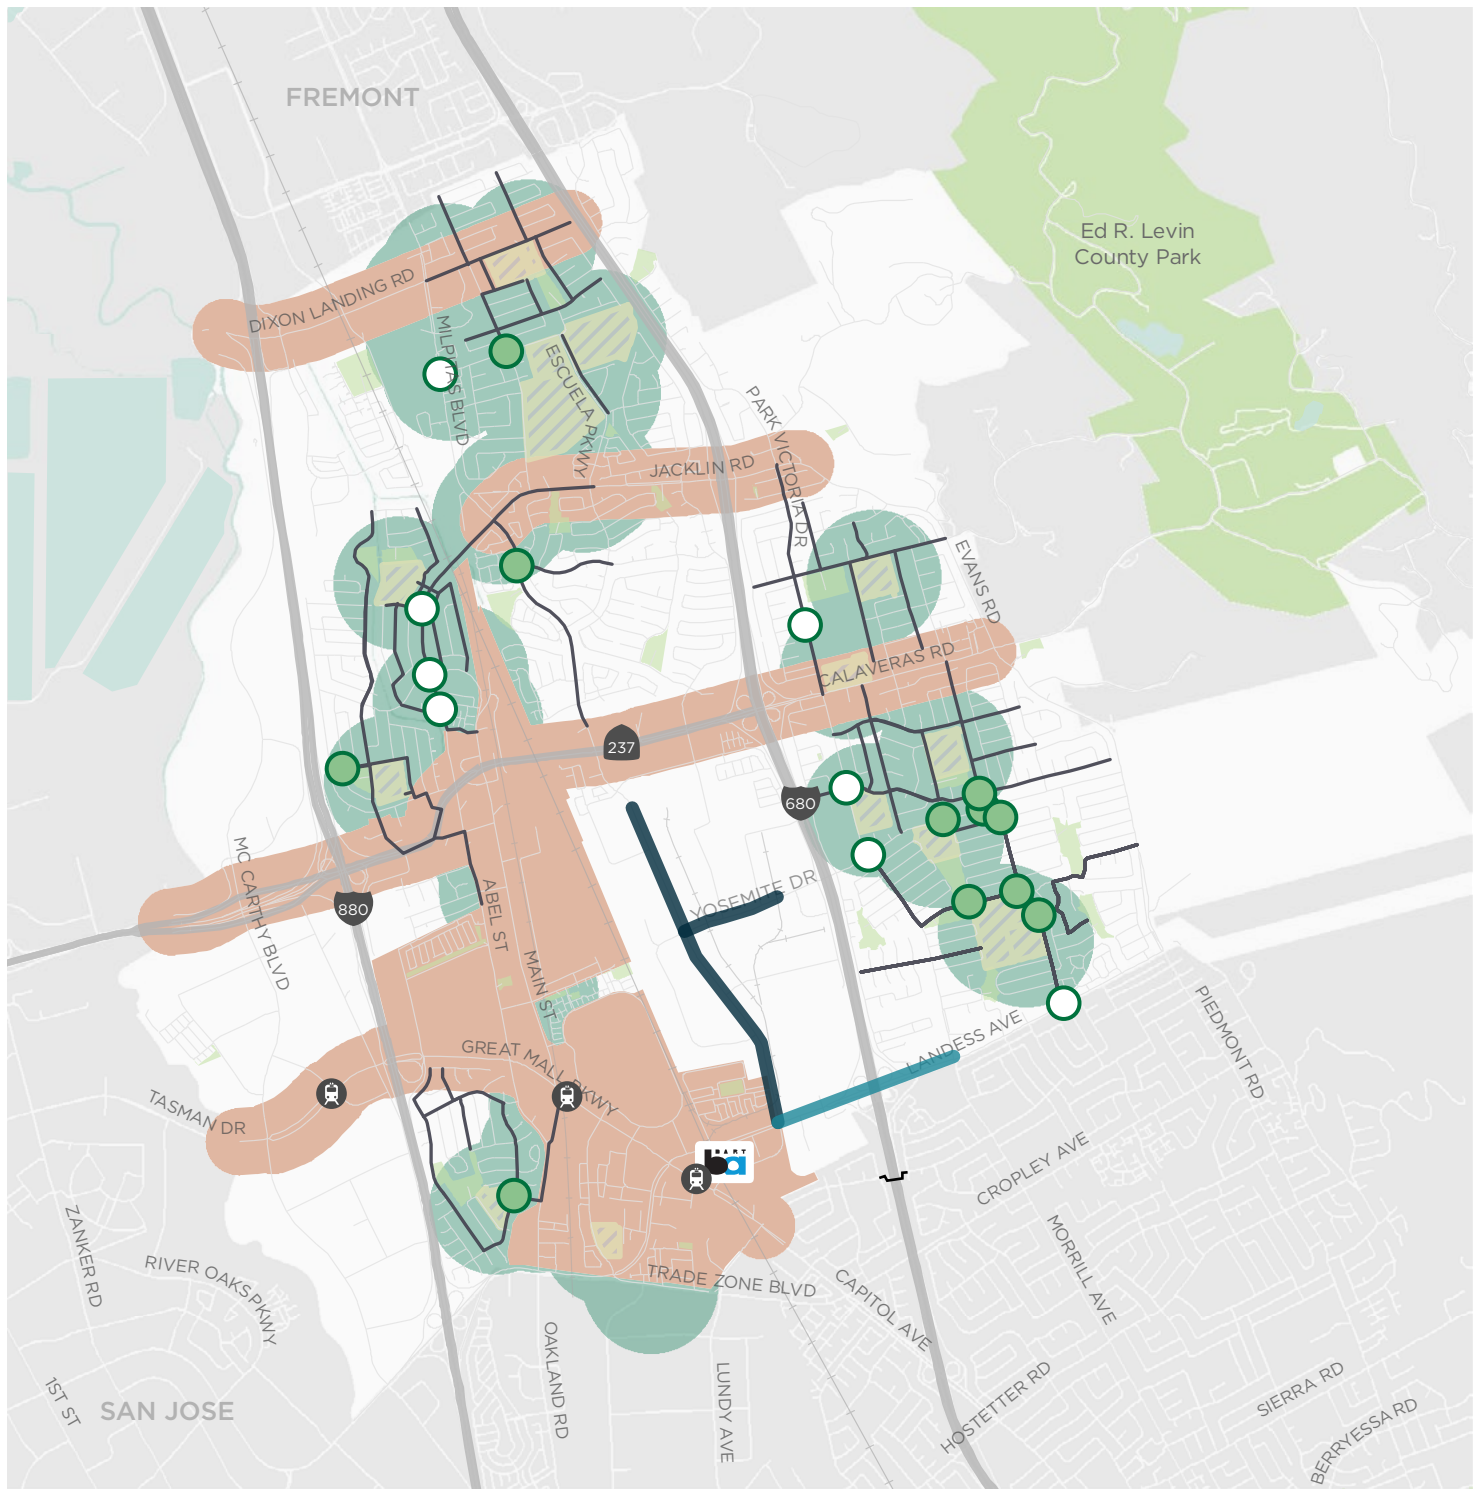 FREMONT
Ed R. Levin
County Park
DIXON LANDING RD
MILPITAS BLVD
ESCUELA PKWY
PARK VICTORIA DR
JACKLIN RD
EVANS RD
CALAVERAS RD
237
680
MC CARTHY BLVD
880
ABEL ST
YOSEMITE DR
MAIN ST
PIEDMONT RD
LANDESS AVE
GREAT MALL PKWY
TASMAN DR
BART
ba
CROPLEY AVE
ZANKER RD
MORRILL AVE
RIVER OAKS PKWY
TRADE ZONE BLVD
CAPITOL AVE
OAKLAND RD
LUNDY AVE
HOSTETTER RD
SIERRA RD
1ST ST
SAN JOSE
BERRYESSA RD